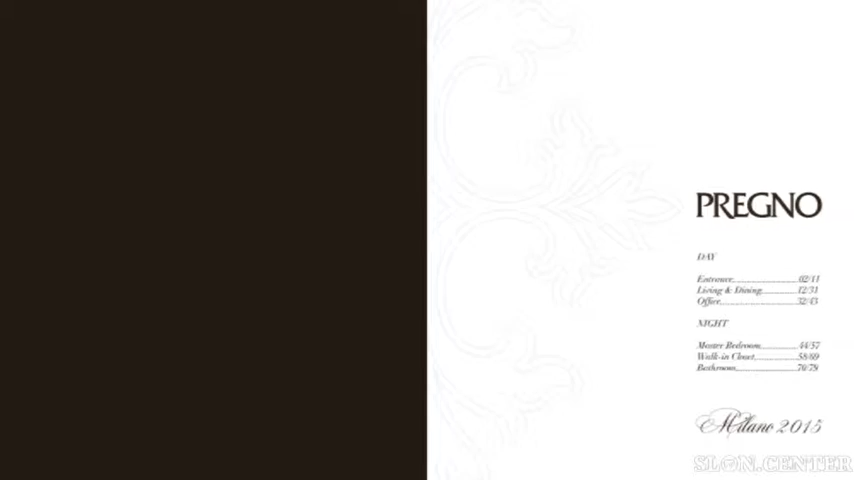 PREGNO
DAY
Entrance 02/11
Living & Dining 12/31
Office 32/43
NIGHT
Master Bedroom 44/57
Walk-in Closet 58/69
Bathroom 70/79
Milano 2015
SLON.CENTER